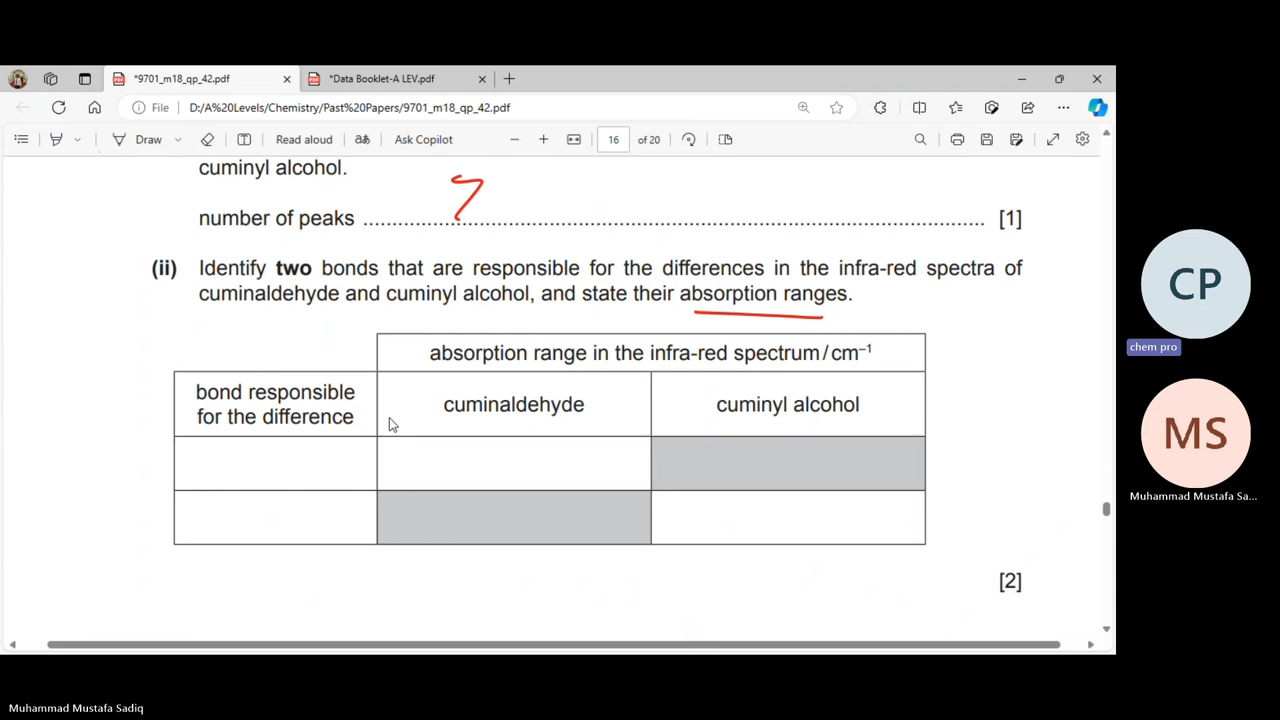 *9701_m18_qp_42.pdf
*Data Booklet-A LEV.pdf
File
D:/A%20Levels/Chemistry/Past%20Papers/9701_m18_qp_42.pdf
Draw
Read aloud
aあ
Ask Copilot
16
of 20
cuminyl alcohol.
7
number of peaks .......................................................................................................... [1]
(ii) Identify two bonds that are responsible for the differences in the infra-red spectra of
cuminaldehyde and cuminyl alcohol, and state their absorption ranges.
absorption range in the infra-red spectrum / cm⁻¹
bond responsible
for the difference
cuminaldehyde
cuminyl alcohol
[2]
CP
chem pro
MS
Muhammad Mustafa Sa...
Muhammad Mustafa Sadiq